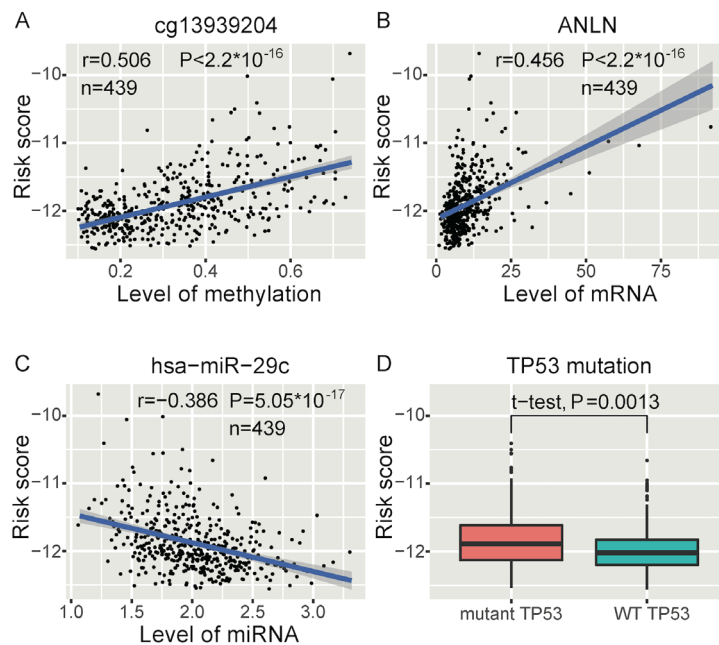 A
cg13939204
r=0.506 P<2.2*10⁻¹⁶
n=439
Risk score
−10
−11
−12
0.2 0.4 0.6
Level of methylation
B
ANLN
r=0.456 P<2.2*10⁻¹⁶
n=439
Risk score
−10
−11
−12
0 25 50 75
Level of mRNA
C
hsa−miR−29c
r=−0.386 P=5.05*10⁻¹⁷
n=439
Risk score
−10
−11
−12
1.0 1.5 2.0 2.5 3.0
Level of miRNA
D
TP53 mutation
t−test, P=0.0013
Risk score
−10
−11
−12
mutant TP53 WT TP53